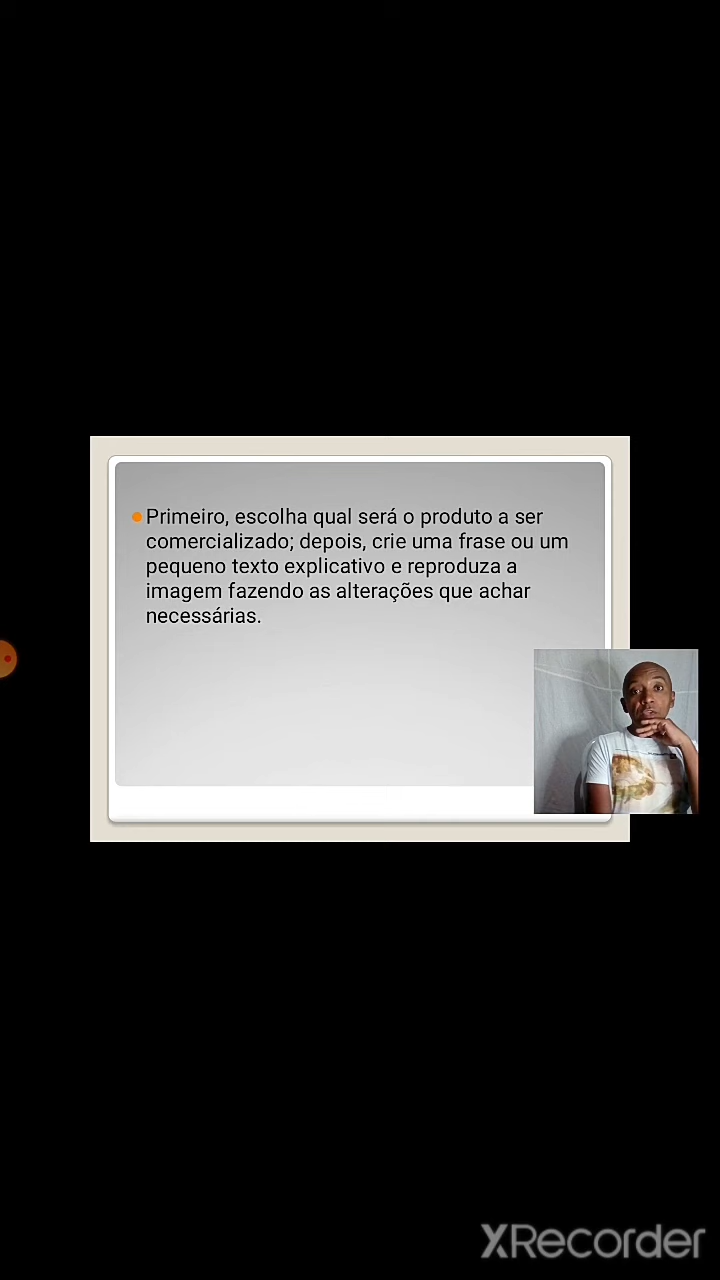 Primeiro, escolha qual será o produto a ser
comercializado; depois, crie uma frase ou um
pequeno texto explicativo e reproduza a
imagem fazendo as alterações que achar
necessárias.
XRecorder